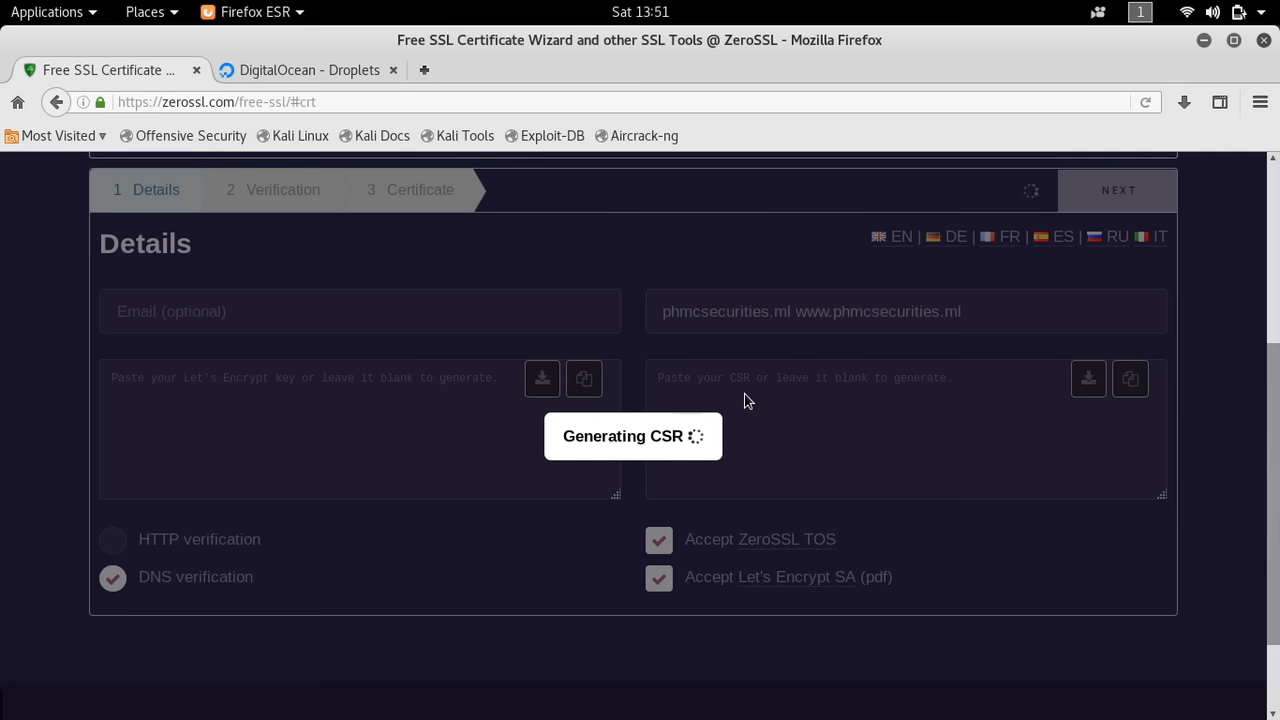 Applications Places Firefox ESR Sat 13:51 1
Free SSL Certificate Wizard and other SSL Tools @ ZeroSSL - Mozilla Firefox
Free SSL Certificate ... DigitalOcean - Droplets
https://zerossl.com/free-ssl/#crt
Most Visited Offensive Security Kali Linux Kali Docs Kali Tools Exploit-DB Aircrack-ng
1 Details 2 Verification 3 Certificate NEXT
Details EN | DE | FR | ES | RU IT
Email (optional) phmcsecurities.ml www.phmcsecurities.ml
Paste your Let's Encrypt key or leave it blank to generate. Paste your CSR or leave it blank to generate.
Generating CSR
HTTP verification Accept ZeroSSL TOS
DNS verification Accept Let's Encrypt SA (pdf)